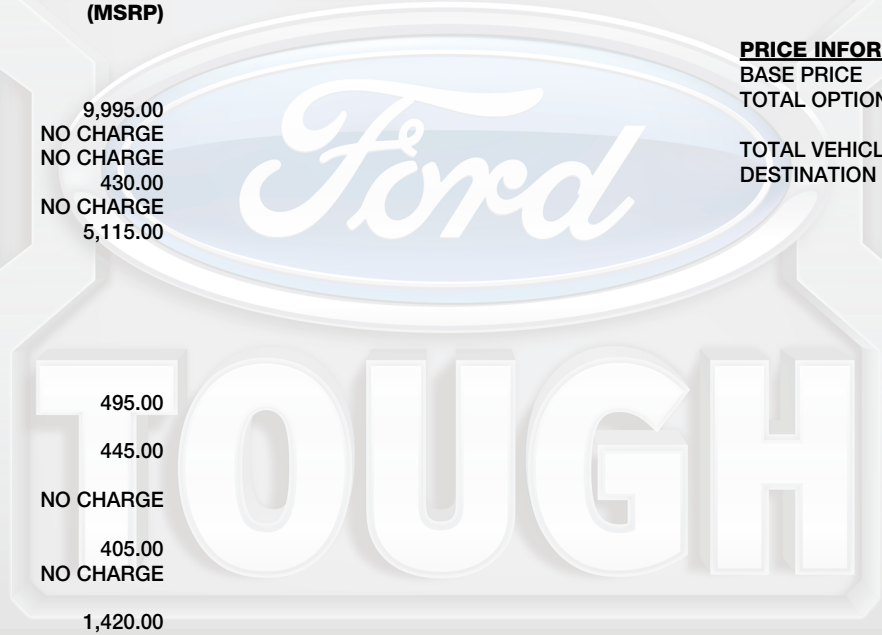 (MSRP)
9,995.00
NO CHARGE
NO CHARGE
430.00
NO CHARGE
5,115.00
495.00
445.00
NO CHARGE
405.00
NO CHARGE
1,420.00
PRICE INFOR
BASE PRICE
TOTAL OPTION
TOTAL VEHICL
DESTINATION
Ford
TOUGH